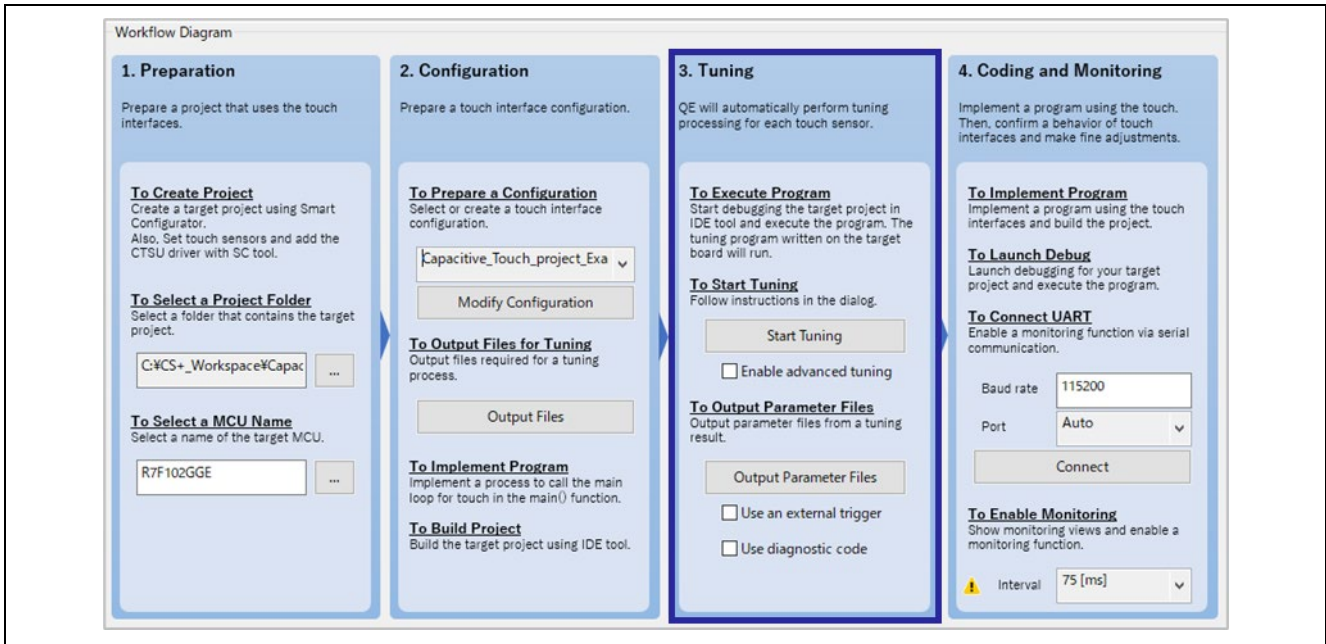 Workflow Diagram
1. Preparation
Prepare a project that uses the touch
interfaces.
To Create Project
Create a target project using Smart
Configurator.
Also, Set touch sensors and add the
CTSU driver with SC tool.
To Select a Project Folder
Select a folder that contains the target
project.
C:¥CS+_Workspace¥Capac
...
To Select a MCU Name
Select a name of the target MCU.
R7F102GGE
...
2. Configuration
Prepare a touch interface configuration.
To Prepare a Configuration
Select or create a touch interface
configuration.
Capacitive_Touch_project_Exa
Modify Configuration
To Output Files for Tuning
Output files required for a tuning
process.
Output Files
To Implement Program
Implement a process to call the main
loop for touch in the main() function.
To Build Project
Build the target project using IDE tool.
3. Tuning
QE will automatically perform tuning
processing for each touch sensor.
To Execute Program
Start debugging the target project in
IDE tool and execute the program. The
tuning program written on the target
board will run.
To Start Tuning
Follow instructions in the dialog.
Start Tuning
Enable advanced tuning
To Output Parameter Files
Output parameter files from a tuning
result.
Output Parameter Files
Use an external trigger
Use diagnostic code
4. Coding and Monitoring
Implement a program using the touch.
Then, confirm a behavior of touch
interfaces and make fine adjustments.
To Implement Program
Implement a program using the touch
interfaces and build the project.
To Launch Debug
Launch debugging for your target
project and execute the program.
To Connect UART
Enable a monitoring function via serial
communication.
Baud rate 115200
Port Auto
Connect
To Enable Monitoring
Show monitoring views and enable a
monitoring function.
Interval 75 [ms]